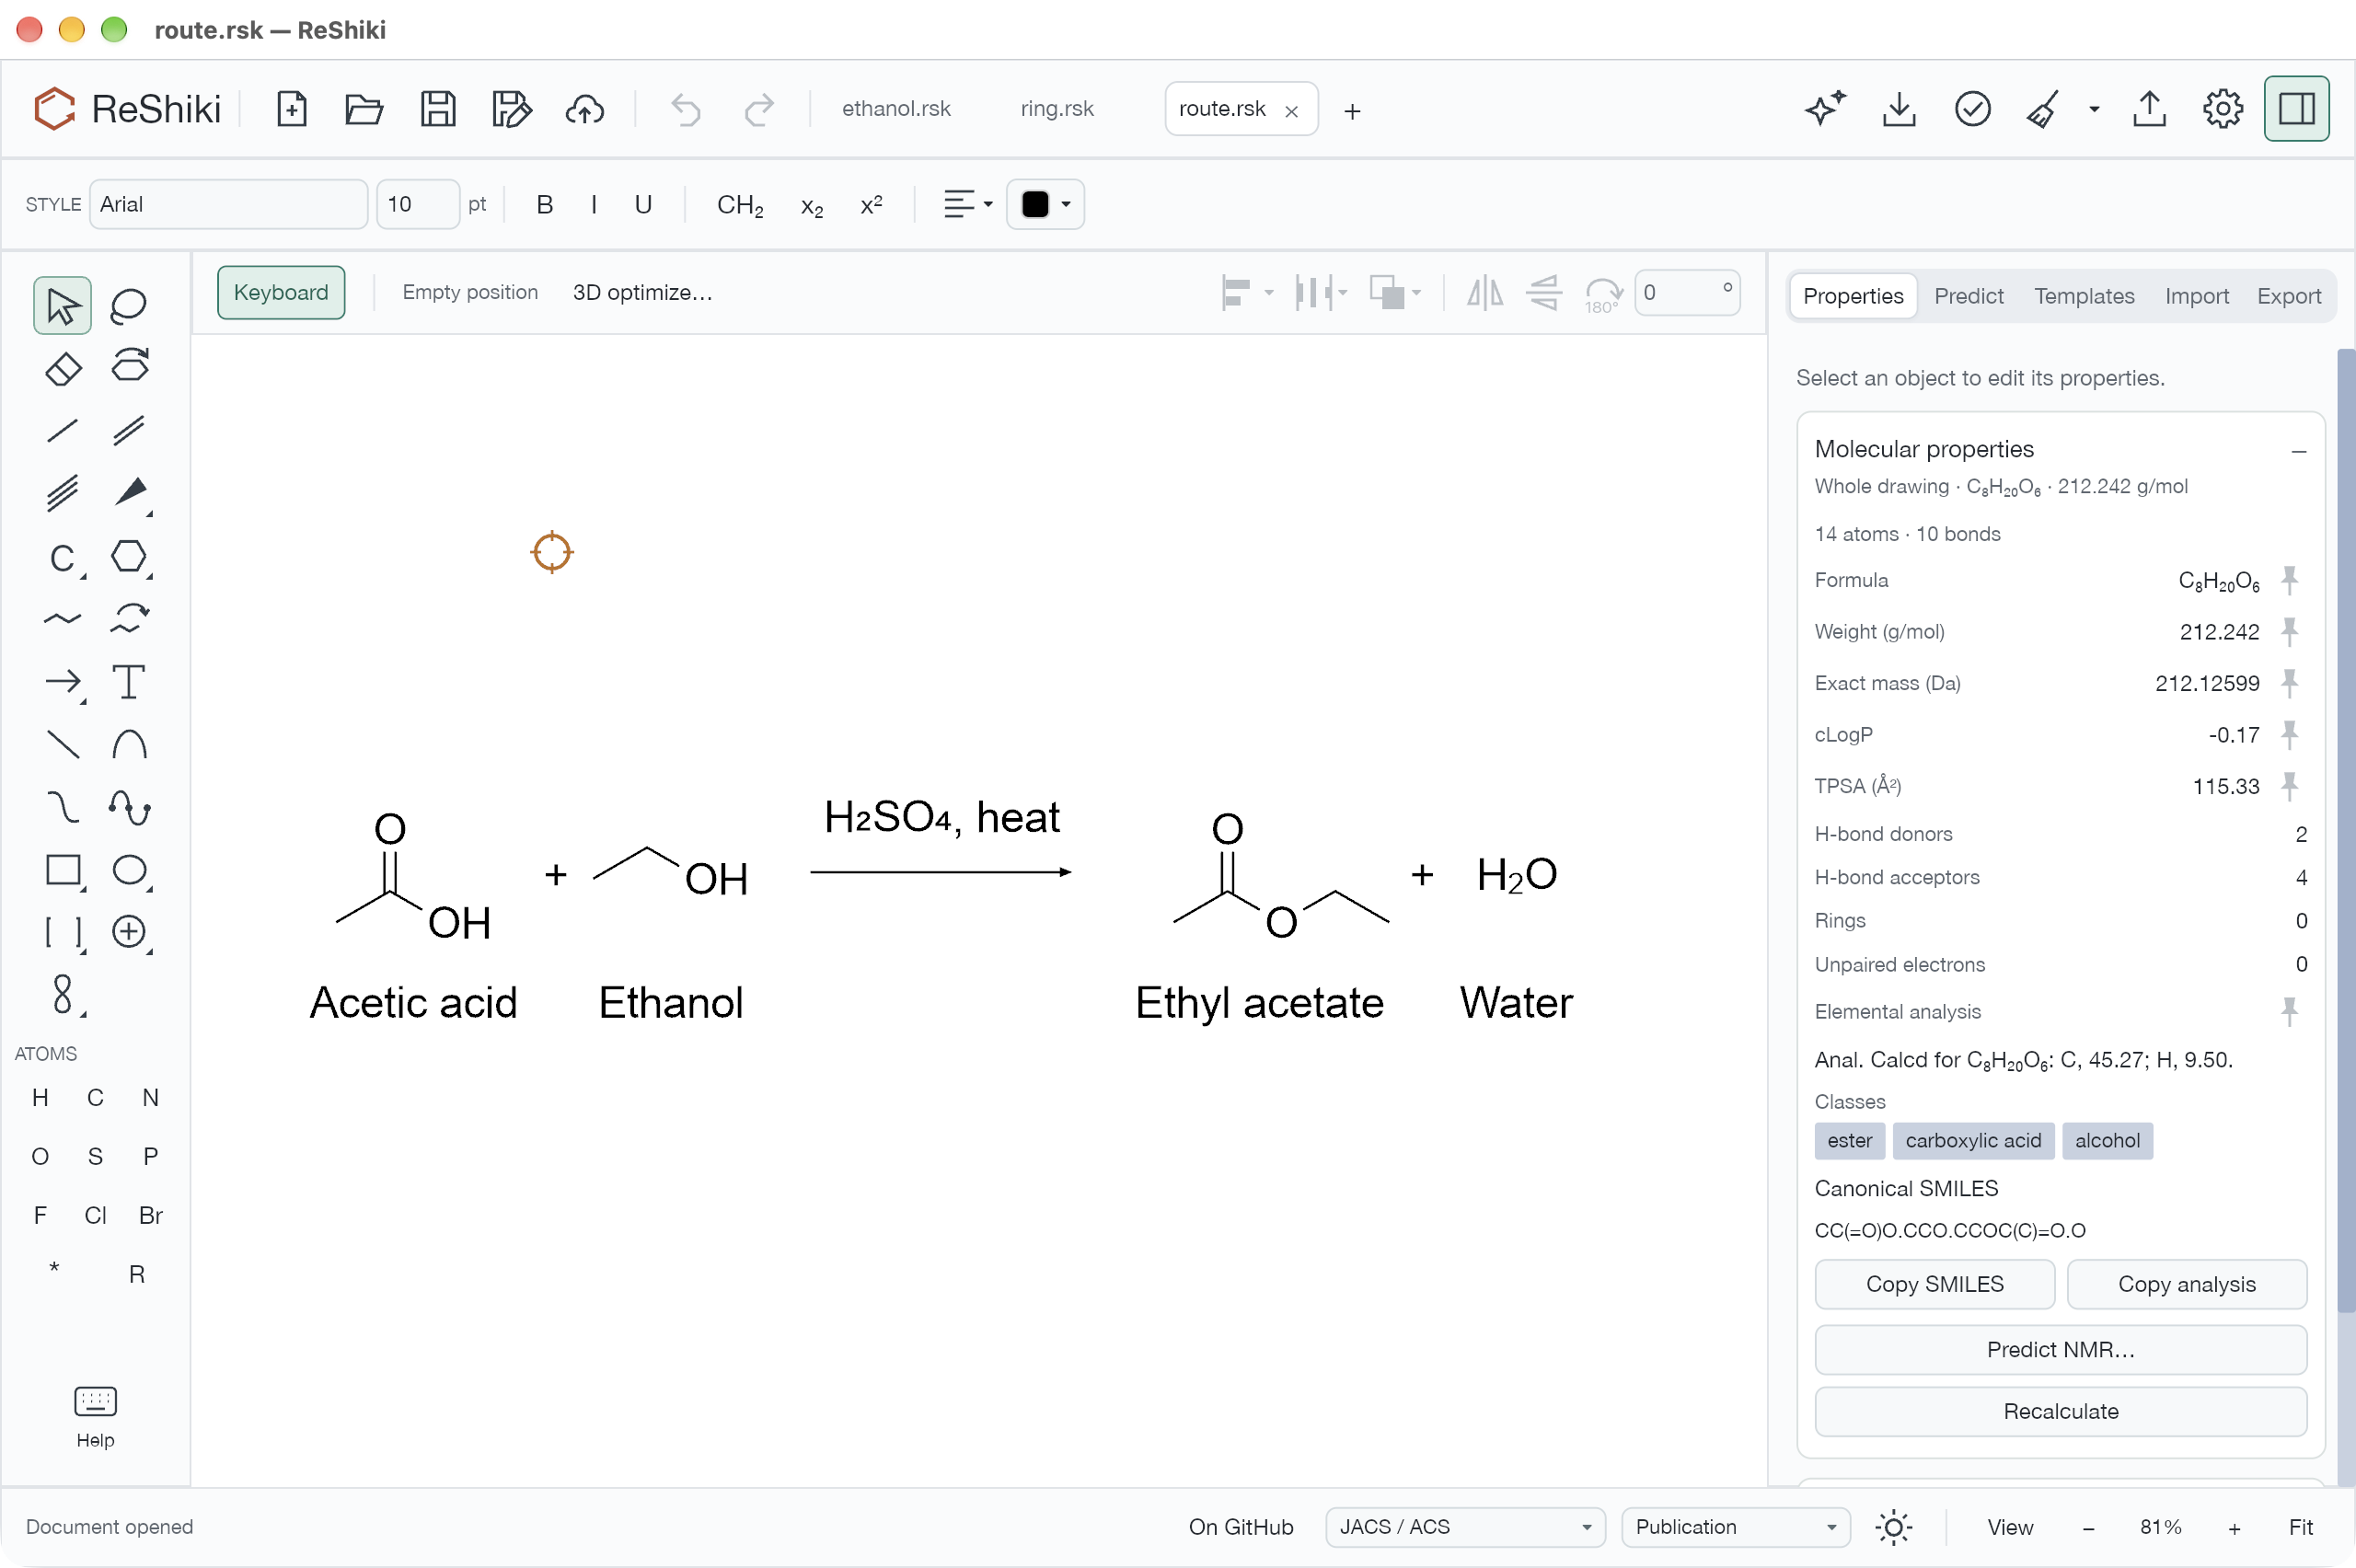 route.rsk — ReShiki
ReShiki
ethanol.rsk ring.rsk route.rsk × +
STYLE Arial 10 pt B I U CH₂ x₂ x²
Keyboard Empty position 3D optimize... 180° 0 °
Properties Predict Templates Import Export
Select an object to edit its properties.
Molecular properties –
Whole drawing · C₈H₂₀O₆ · 212.242 g/mol
14 atoms · 10 bonds
Formula C₈H₂₀O₆
Weight (g/mol) 212.242
Exact mass (Da) 212.12599
cLogP -0.17
TPSA (Å²) 115.33
H-bond donors 2
H-bond acceptors 4
Rings 0
Unpaired electrons 0
Elemental analysis
Anal. Calcd for C₈H₂₀O₆: C, 45.27; H, 9.50.
Classes
ester carboxylic acid alcohol
Canonical SMILES
CC(=O)O.CCO.CCOC(C)=O.O
Copy SMILES Copy analysis
Predict NMR...
Recalculate
C
T
[ ]
ATOMS
H C N
O S P
F Cl Br
* R
Help
H₂SO₄, heat
O O
+ OH + H₂O
OH O
Acetic acid Ethanol Ethyl acetate Water
Document opened On GitHub JACS / ACS Publication View – 81% + Fit